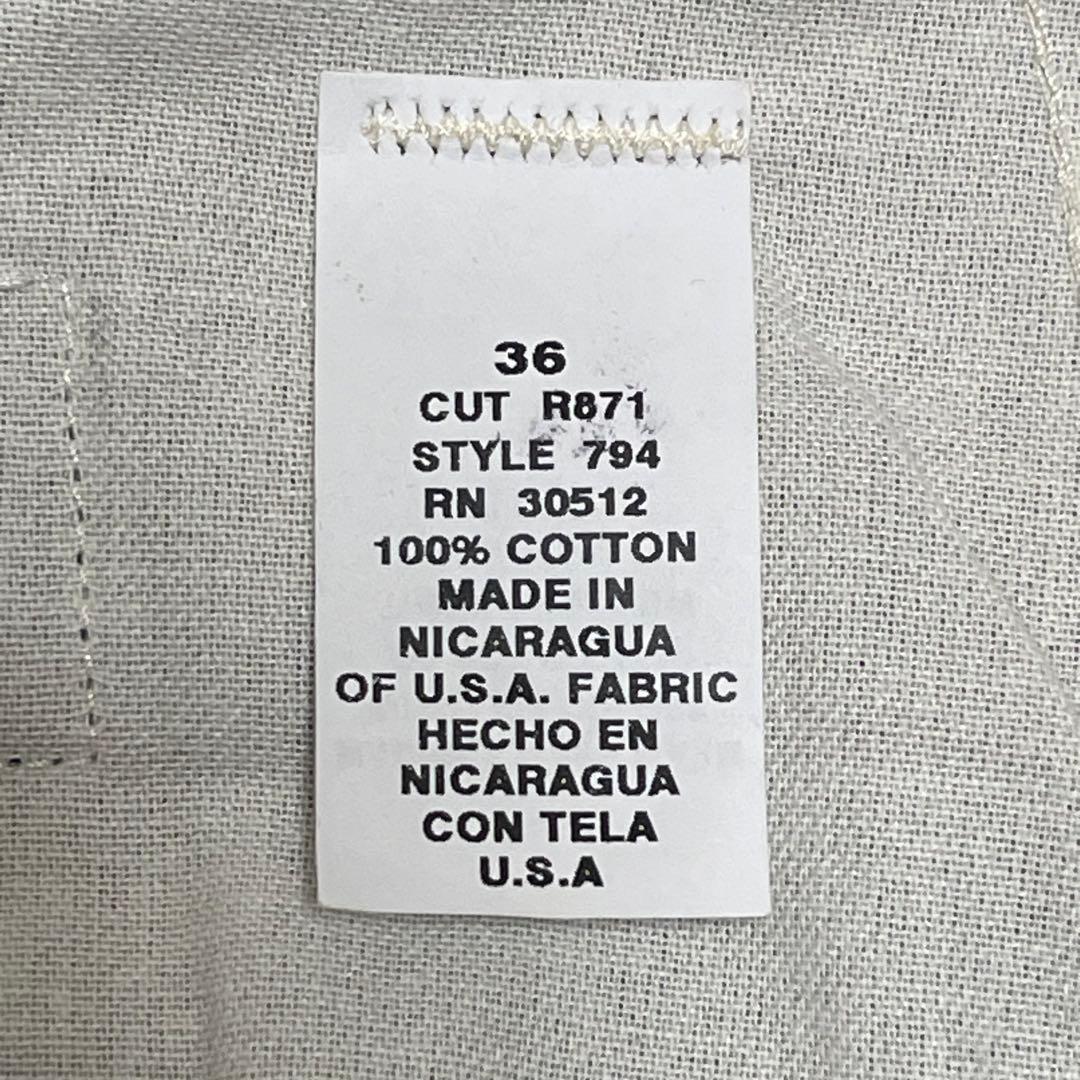 36
CUT R871
STYLE 794
RN 30512
100% COTTON
MADE IN
NICARAGUA
OF U.S.A. FABRIC
HECHO EN
NICARAGUA
CON TELA
U.S.A